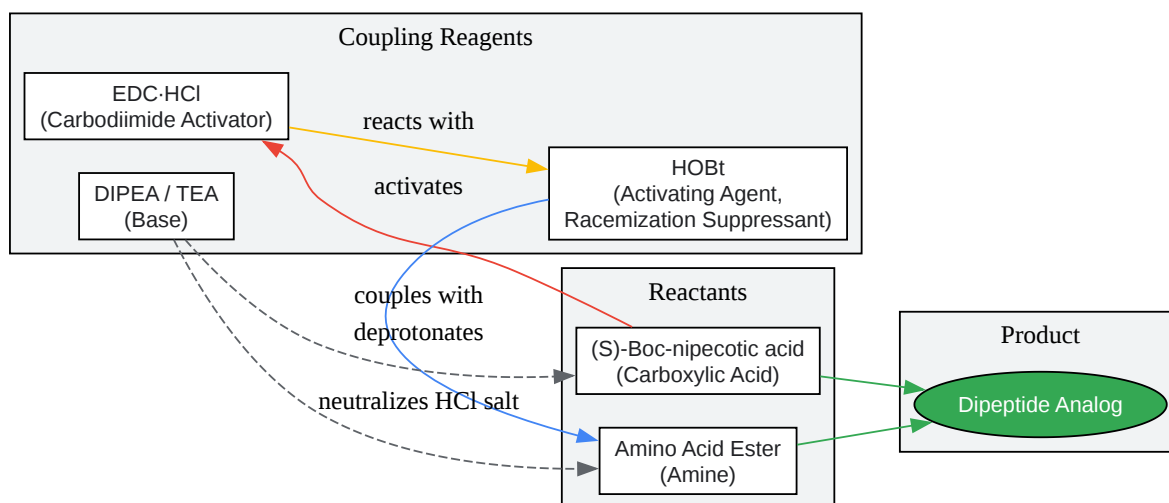 Coupling Reagents
EDC·HCl
(Carbodiimide Activator)
reacts with
HOBt
(Activating Agent,
Racemization Suppressant)
activates
DIPEA / TEA
(Base)
couples with
deprotonates
neutralizes HCl salt
Reactants
(S)-Boc-nipecotic acid
(Carboxylic Acid)
Amino Acid Ester
(Amine)
Product
Dipeptide Analog